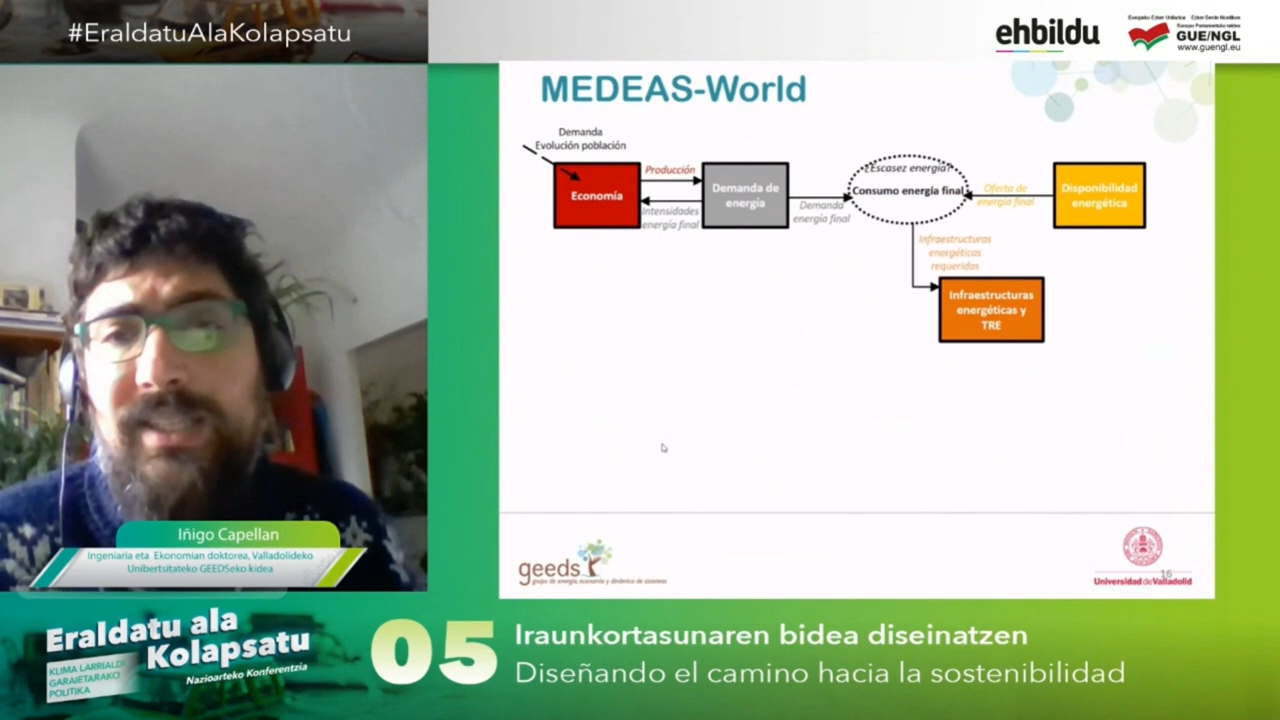 #EraldatuAlaKolapsatu
ehbildu
GUE/NGL
www.guengl.eu
MEDEAS-World
Demanda
Evolución población
Economía
Producción
Intensidades
energía final
Demanda de
energía
Demanda
energía final
¿Escasez energía?
Consumo energía final
Oferta de
energía final
Disponibilidad
energética
Infraestructuras
energéticas
requeridas
Infraestructuras
energéticas y
TRE
Iñigo Capellan
Ingeniaria eta Ekonomian doktorea, Valladolideko
Unibertsitateko GEEDSeko kidea
geeds
grupo de energía, economía y dinámica de sistemas
16
Universidad de Valladolid
Eraldatu ala
Kolapsatu
KLIMA LARRIALDI
GARAIETARAKO
POLITIKA
Nazioarteko Konferentzia
05
Iraunkortasunaren bidea diseinatzen
Diseñando el camino hacia la sostenibilidad